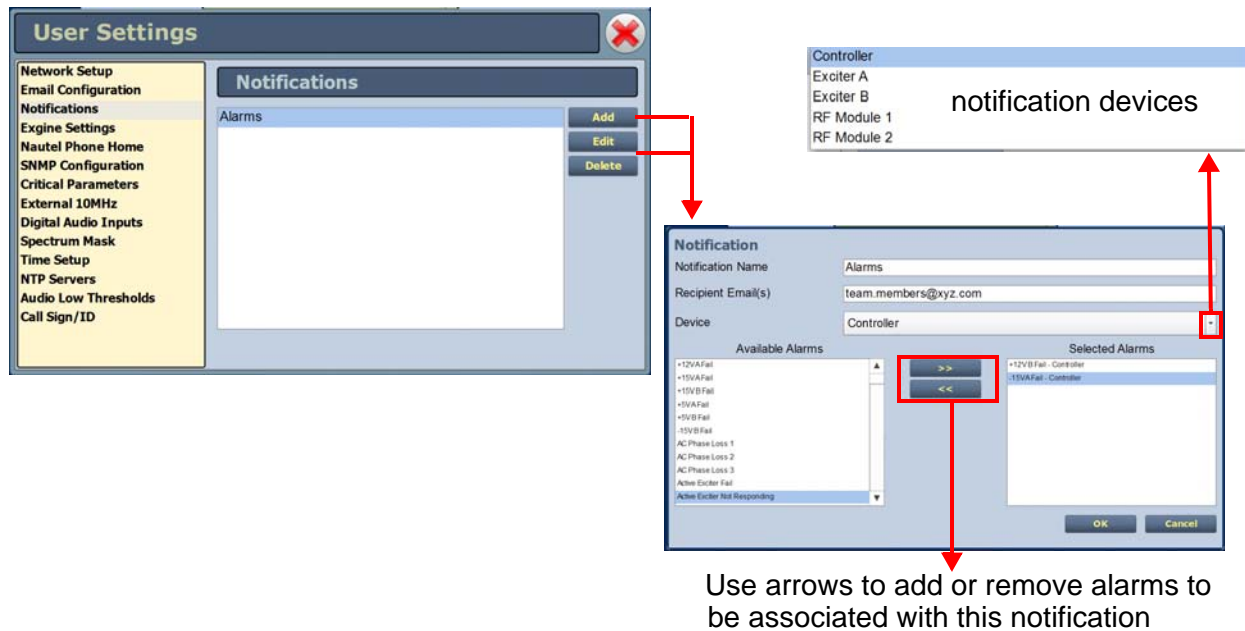 User Settings
Network Setup
Email Configuration
Notifications
Exgine Settings
Nautel Phone Home
SNMP Configuration
Critical Parameters
External 10MHz
Digital Audio Inputs
Spectrum Mask
Time Setup
NTP Servers
Audio Low Thresholds
Call Sign/ID
Notifications
Alarms
Add
Edit
Delete
Controller
Exciter A
Exciter B
RF Module 1
RF Module 2
notification devices
Notification
Notification Name
Alarms
Recipient Email(s)
team.members@xyz.com
Device
Controller
Available Alarms
+12VA Fail
+15VA Fail
+15V B Fail
+5VA Fail
+5V B Fail
-15V B Fail
AC Phase Loss 1
AC Phase Loss 2
AC Phase Loss 3
Active Exciter Fail
Active Exciter Not Responding
>>
<<
Selected Alarms
+12V B Fail - Controller
-15VA Fail - Controller
OK
Cancel
Use arrows to add or remove alarms to
be associated with this notification